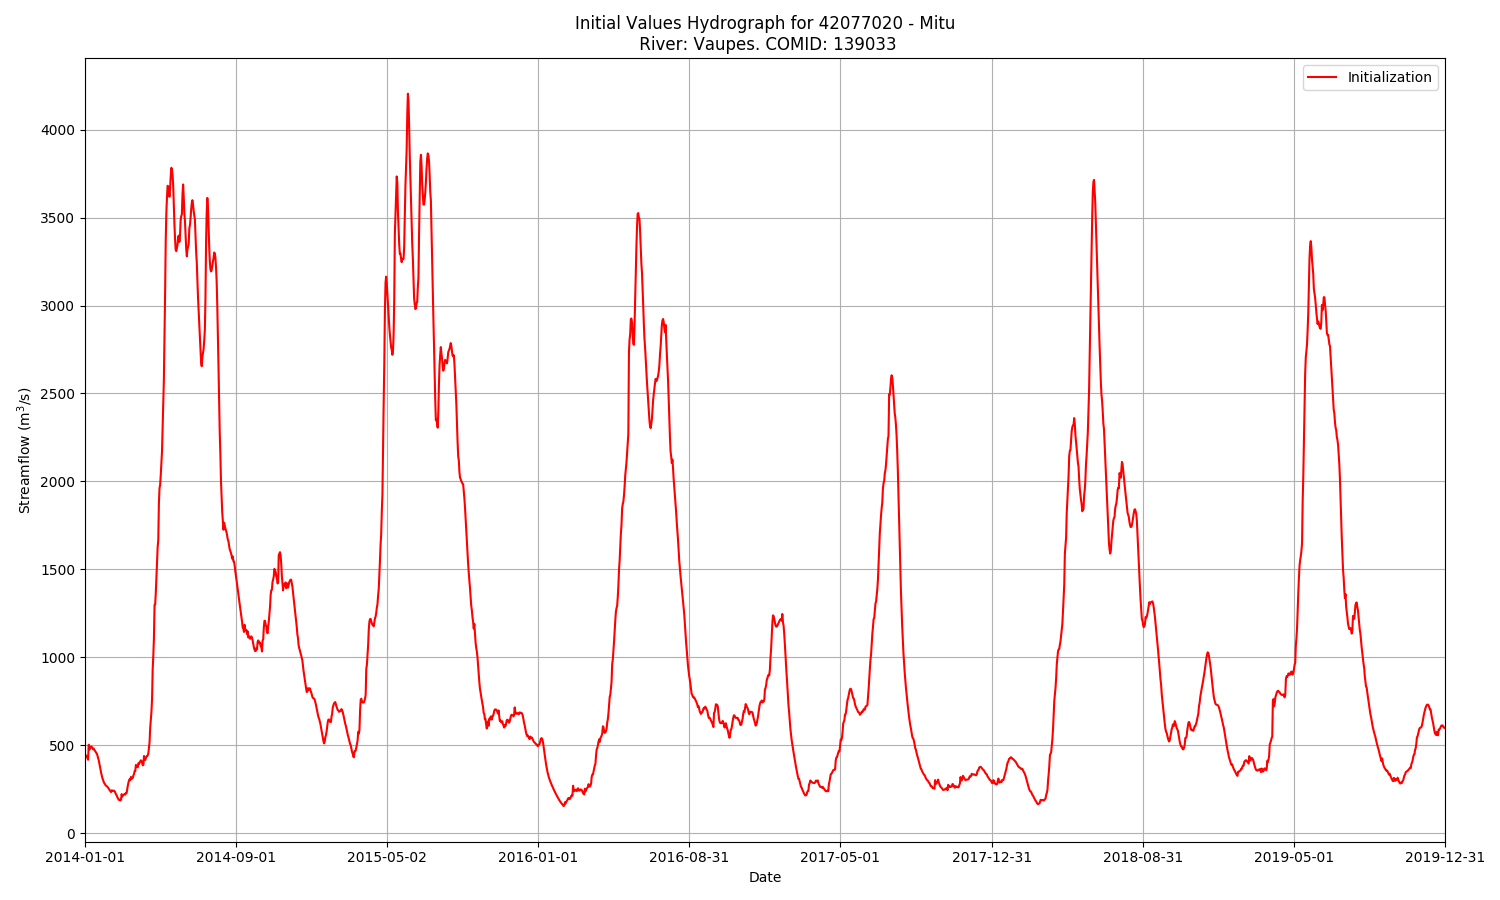 Initial Values Hydrograph for 42077020 - Mitu
River: Vaupes. COMID: 139033
Initialization
4000
3500
3000
2500
2000
1500
1000
500
0
Streamflow (m³/s)
2014-01-01 2014-09-01 2015-05-02 2016-01-01 2016-08-31 2017-05-01 2017-12-31 2018-08-31 2019-05-01 2019-12-31
Date